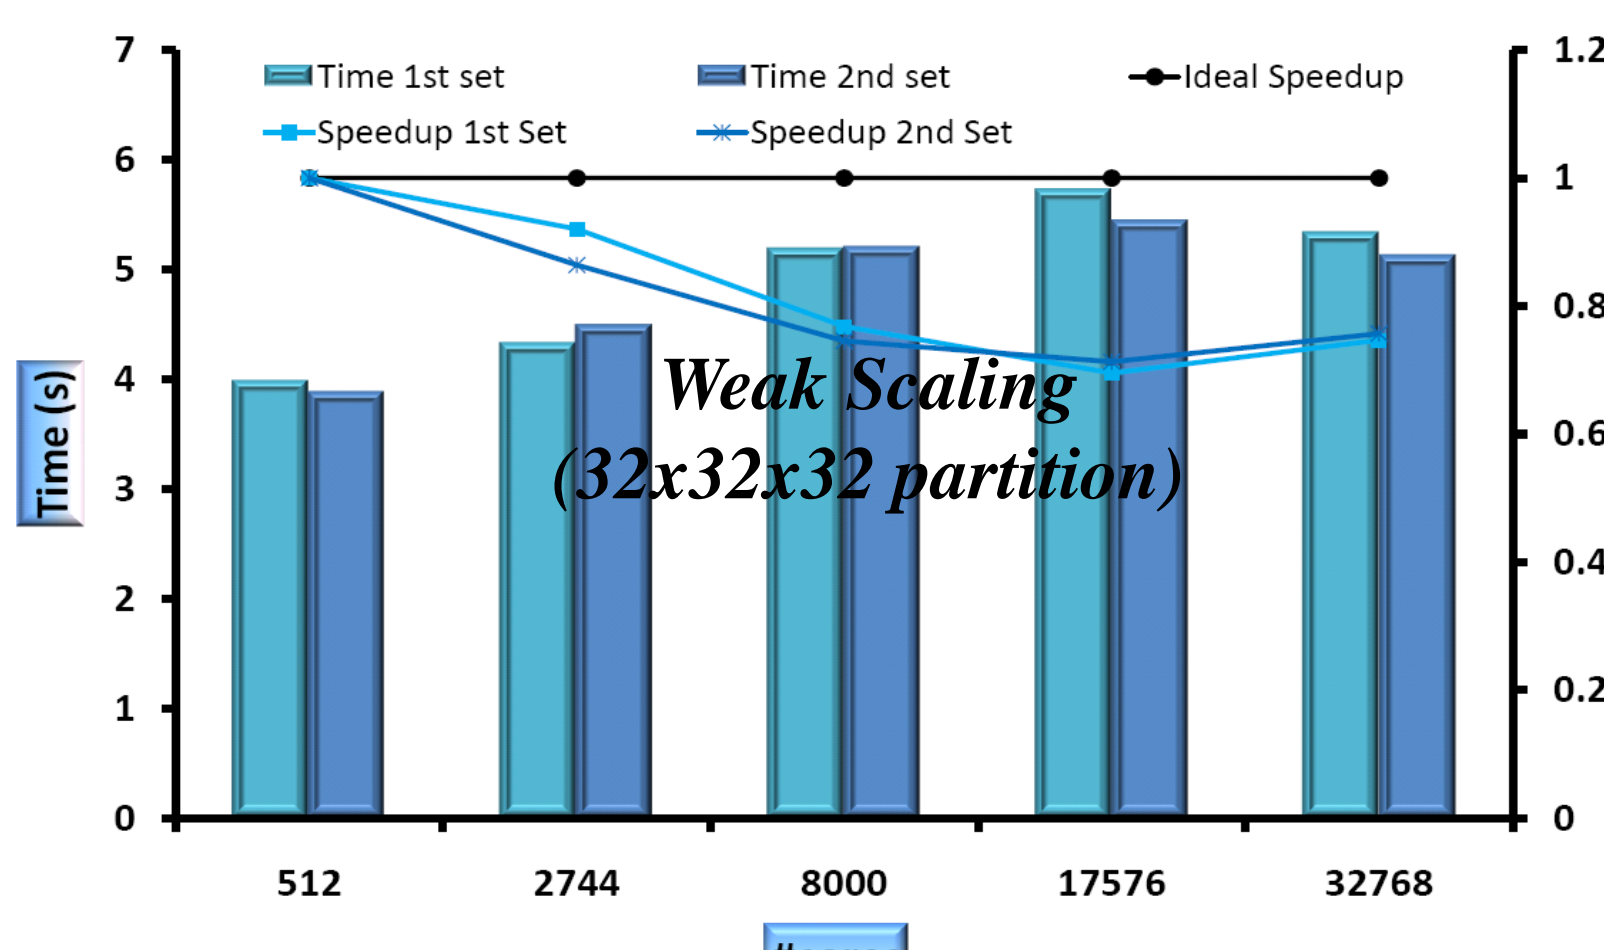 7 1.2
Time 1st set Time 2nd set Ideal Speedup
Speedup 1st Set Speedup 2nd Set
6 1
5 0.8
Weak Scaling
4
Time (s)
0.6
(32x32x32 partition)
3
0.4
2
0.2
1
0 0
512 2744 8000 17576 32768